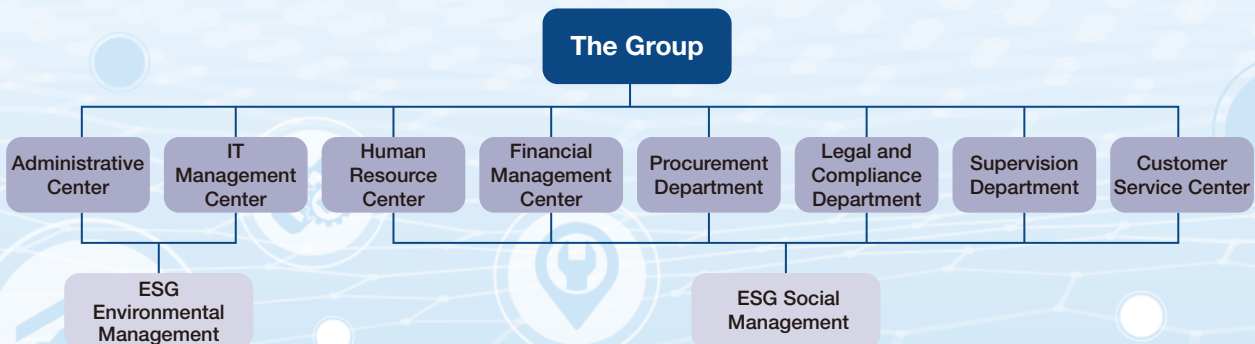 The Group
Administrative
Center
IT
Management
Center
Human
Resource
Center
Financial
Management
Center
Procurement
Department
Legal and
Compliance
Department
Supervision
Department
Customer
Service Center
ESG
Environmental
Management
ESG Social
Management